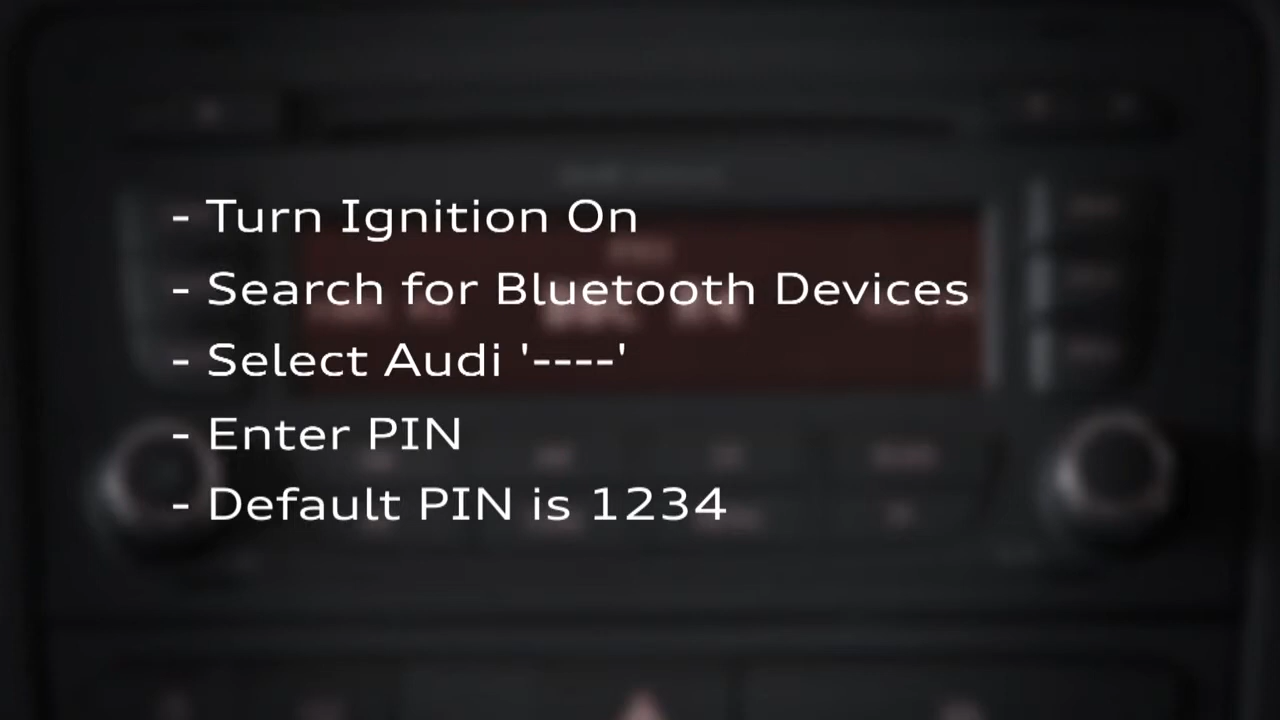 - Turn Ignition On
- Search for Bluetooth Devices
- Select Audi '----'
- Enter PIN
- Default PIN is 1234